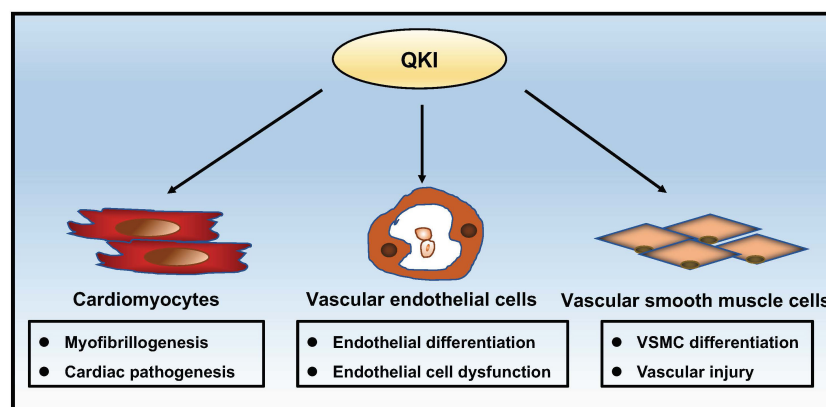 QKI
Cardiomyocytes
Vascular endothelial cells
Vascular smooth muscle cells
● Myofibrillogenesis
● Cardiac pathogenesis
● Endothelial differentiation
● Endothelial cell dysfunction
● VSMC differentiation
● Vascular injury